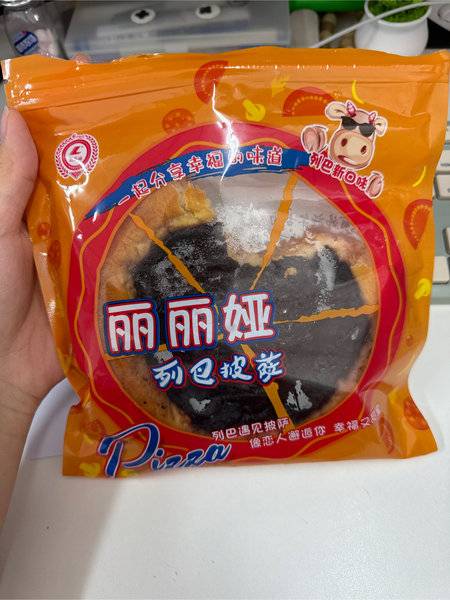 一起分享幸福的味道
列巴新口味
丽丽娅
列巴披萨
Pizza
列巴遇见披萨
像恋人邂逅你 幸福又